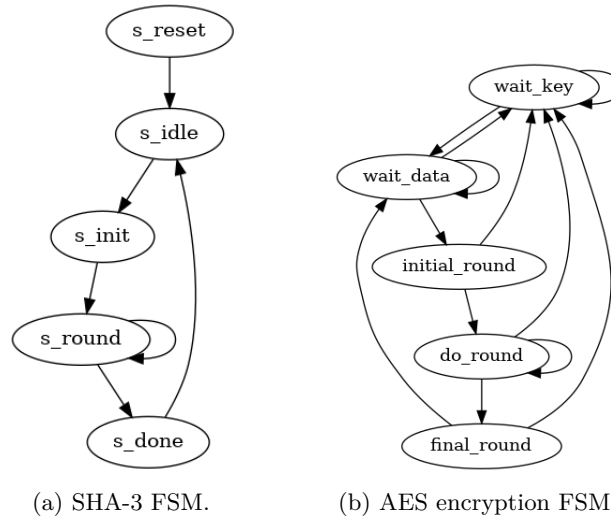 s_reset
s_idle
s_init
s_round
s_done
(a) SHA-3 FSM.
wait_key
wait_data
initial_round
do_round
final_round
(b) AES encryption FSM